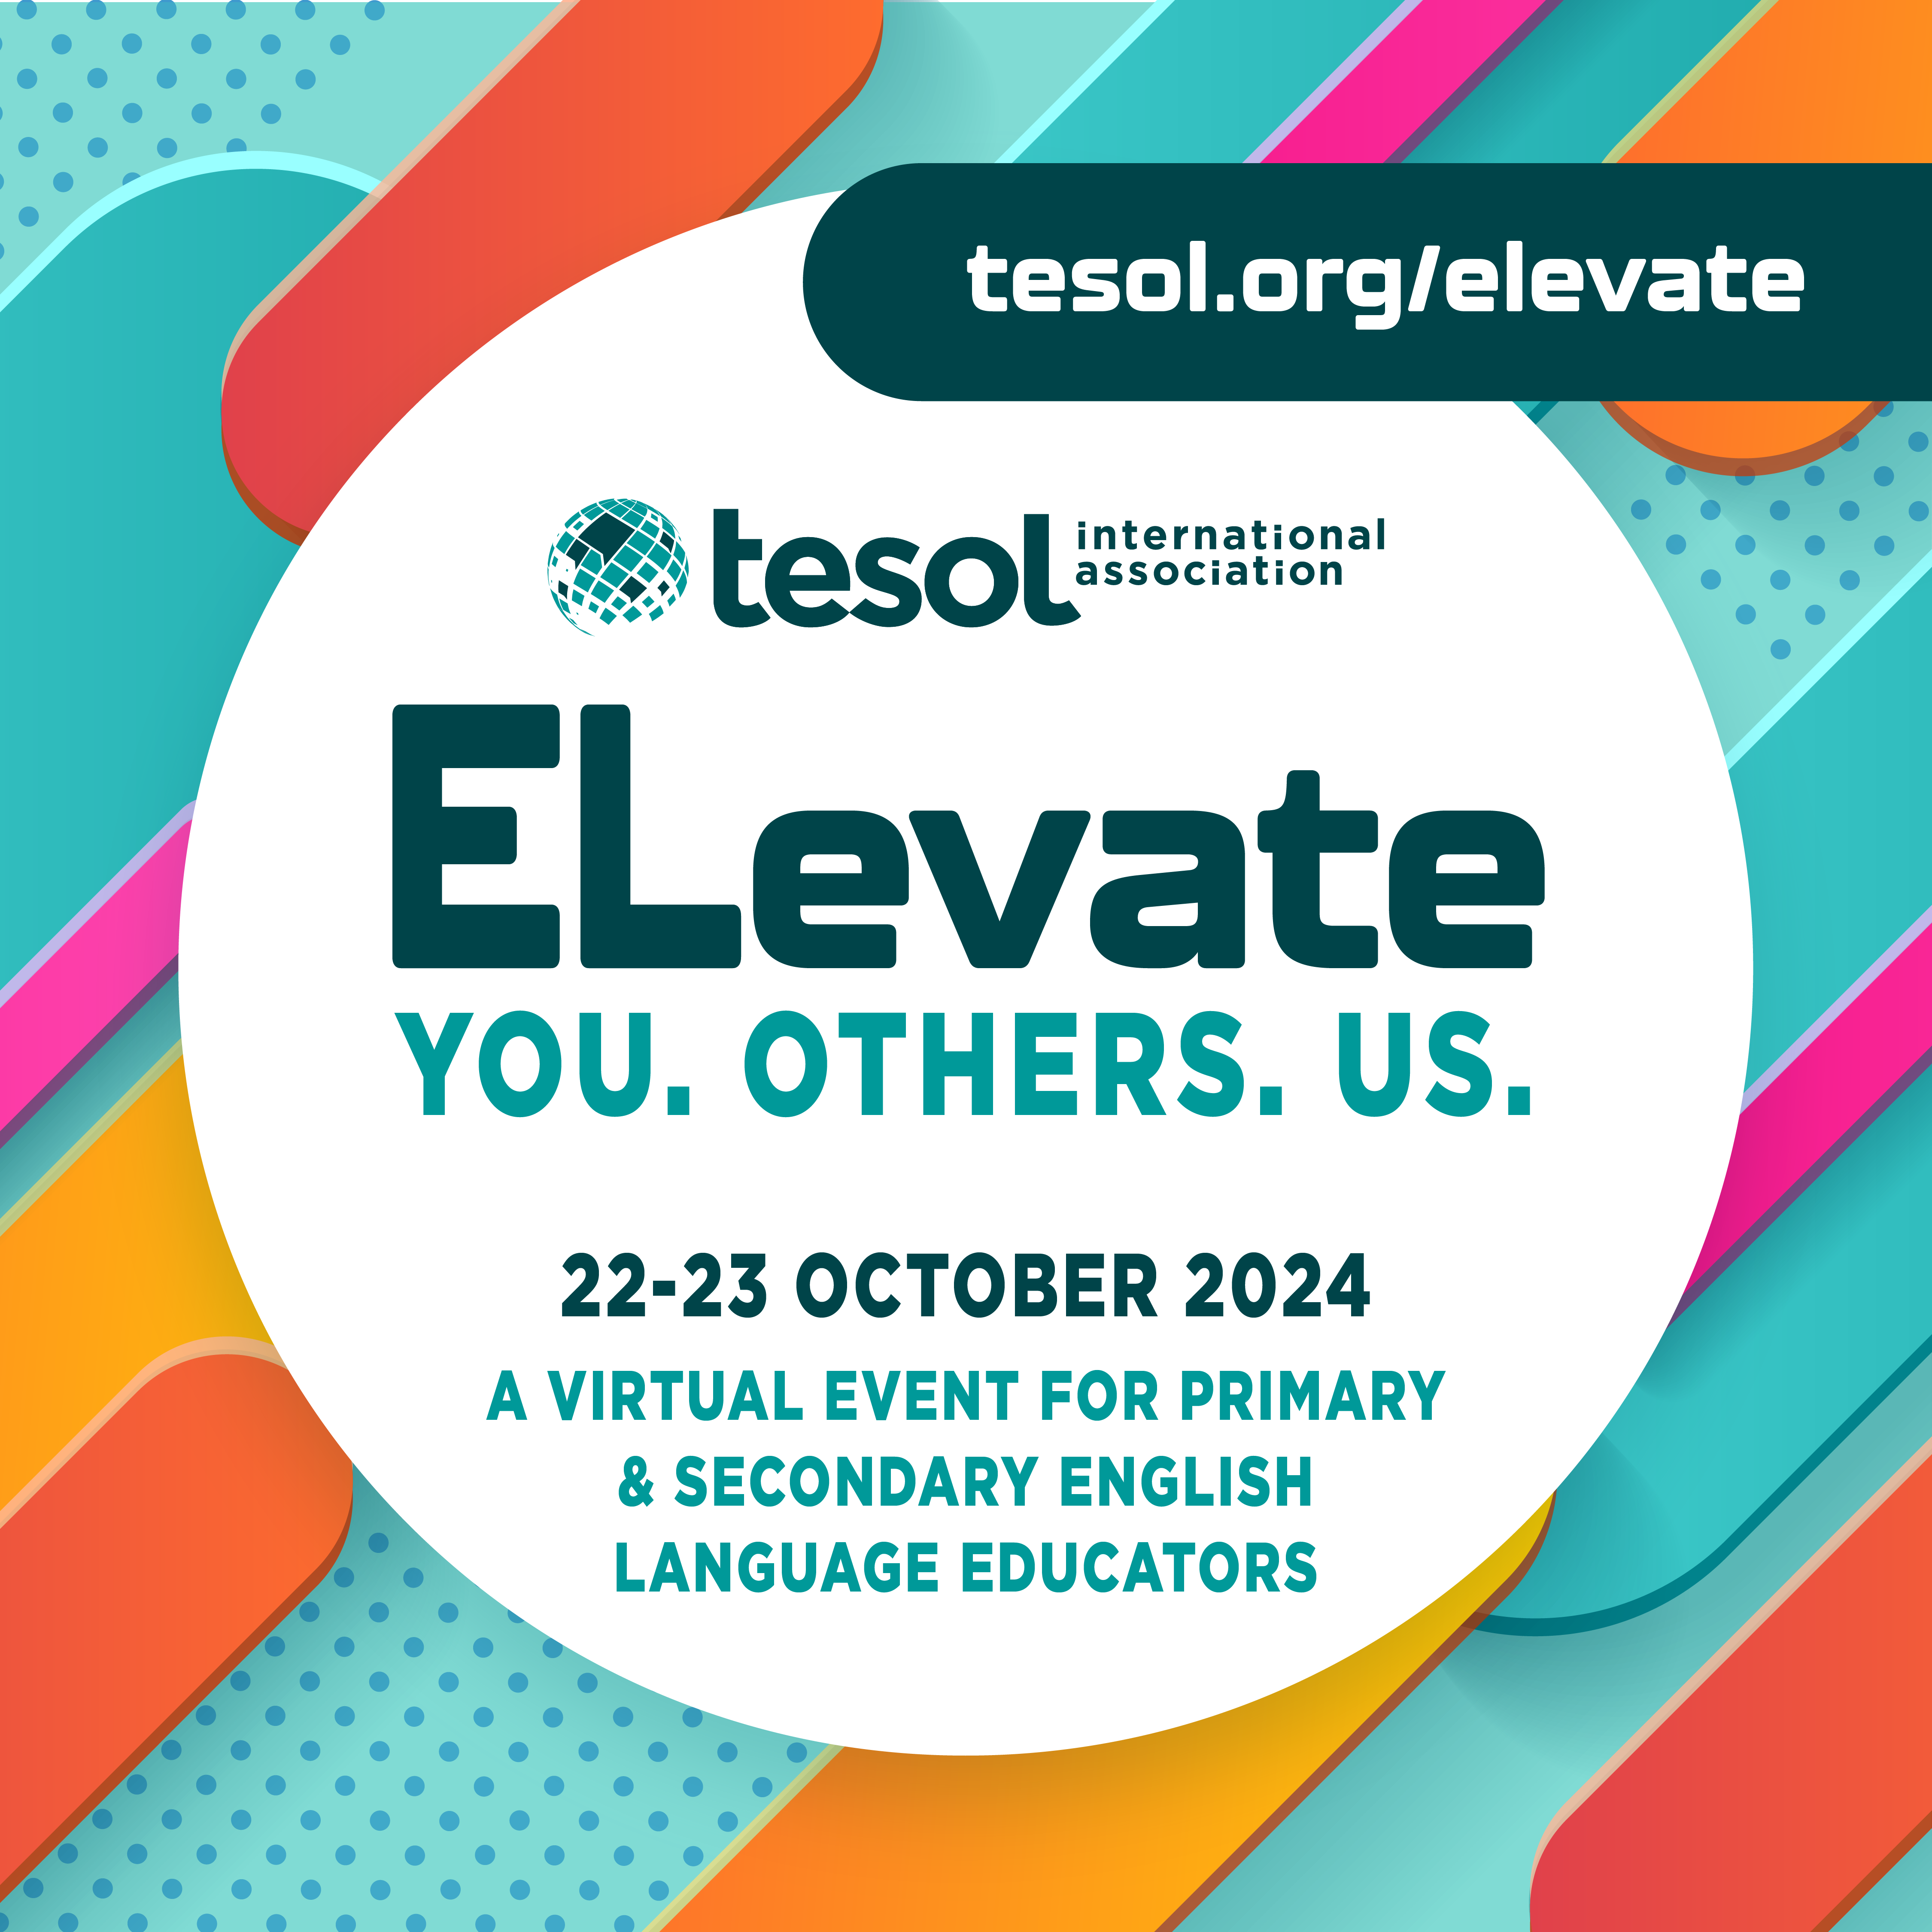 tesol.org/elevate
tesol international
association
ELevate
YOU. OTHERS. US.
22-23 OCTOBER 2024
A VIRTUAL EVENT FOR PRIMARY
& SECONDARY ENGLISH
LANGUAGE EDUCATORS